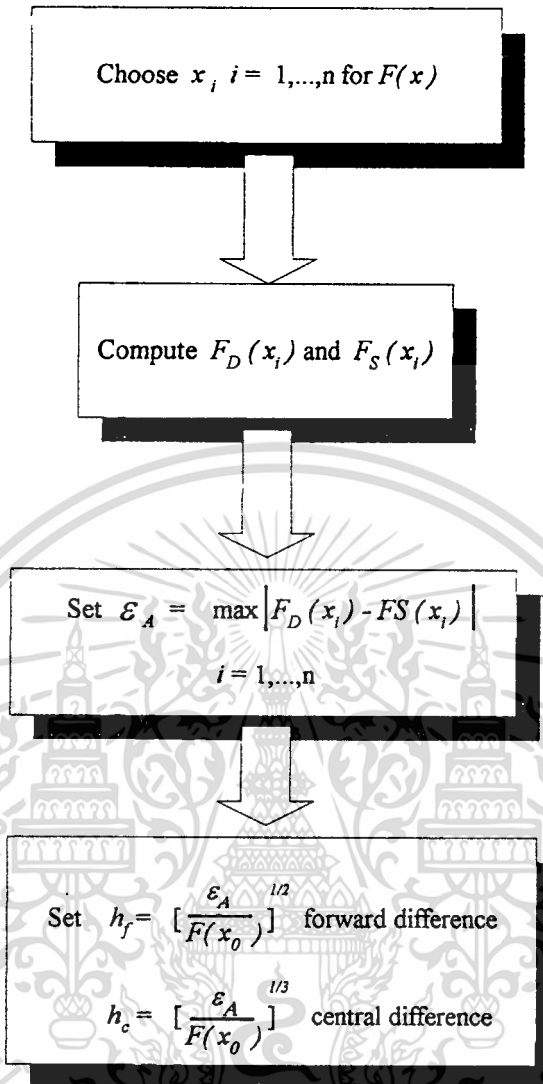 Choose x_i i = 1,...,n for F(x)
Compute F_D(x_i) and F_S(x_i)
Set ε_A = max|F_D(x_i) - FS(x_i)|
i = 1,...,n
Set h_f = [ε_A / F(x_0)]^1/2 forward difference
h_c = [ε_A / F(x_0)]^1/3 central difference